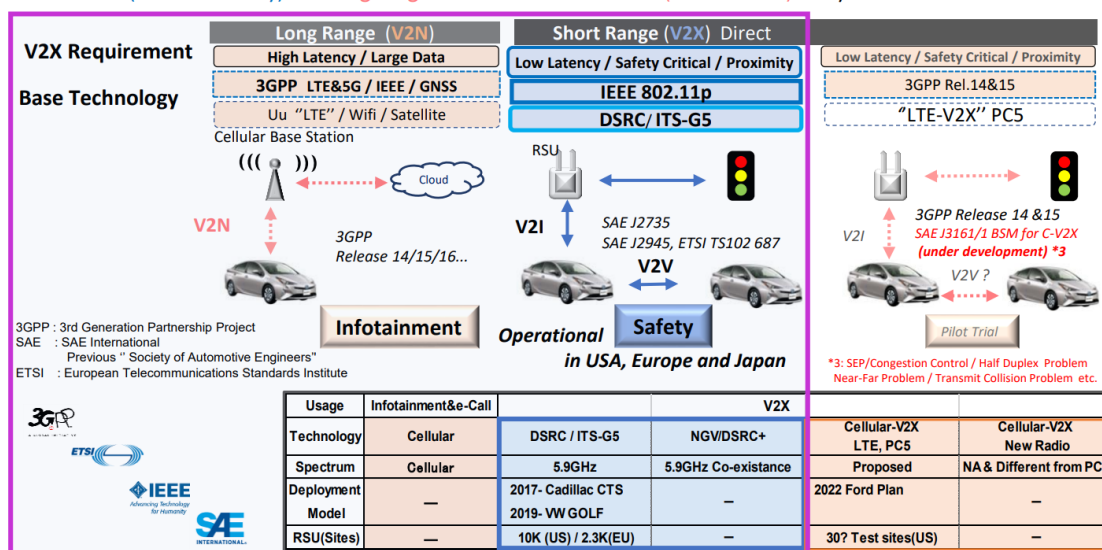 Long Range (V2N)
Short Range (V2X) Direct
V2X Requirement
High Latency / Large Data
Low Latency / Safety Critical / Proximity
Low Latency / Safety Critical / Proximity
Base Technology
3GPP LTE&5G / IEEE / GNSS
IEEE 802.11p
3GPP Rel.14&15
Uu “LTE” / Wifi / Satellite
DSRC/ ITS-G5
“LTE-V2X” PC5
Cellular Base Station
((( )))
Cloud
RSU
V2N
3GPP
Release 14/15/16...
V2I
SAE J2735
SAE J2945, ETSI TS102 687
V2V
V2I
3GPP Release 14 &15
SAE J3161/1 BSM for C-V2X
(under development) *3
V2V ?
Infotainment
Operational
Safety
in USA, Europe and Japan
Pilot Trial
*3: SEP/Congestion Control / Half Duplex Problem
Near-Far Problem / Transmit Collision Problem etc.
3GPP : 3rd Generation Partnership Project
SAE : SAE International
Previous “ Society of Automotive Engineers"
ETSI : European Telecommunications Standards Institute
3GPP
ETSI
IEEE
Advancing Technology
for Humanity
SAE
INTERNATIONAL.
Usage Infotainment&e-Call V2X
Technology Cellular DSRC / ITS-G5 NGV/DSRC+ Cellular-V2X LTE, PC5 Cellular-V2X New Radio
Spectrum Cellular 5.9GHz 5.9GHz Co-existance Proposed NA & Different from PC
Deployment Model — 2017- Cadillac CTS 2019- VW GOLF – 2022 Ford Plan –
RSU(Sites) — 10K (US) / 2.3K(EU) – 30? Test sites(US) –